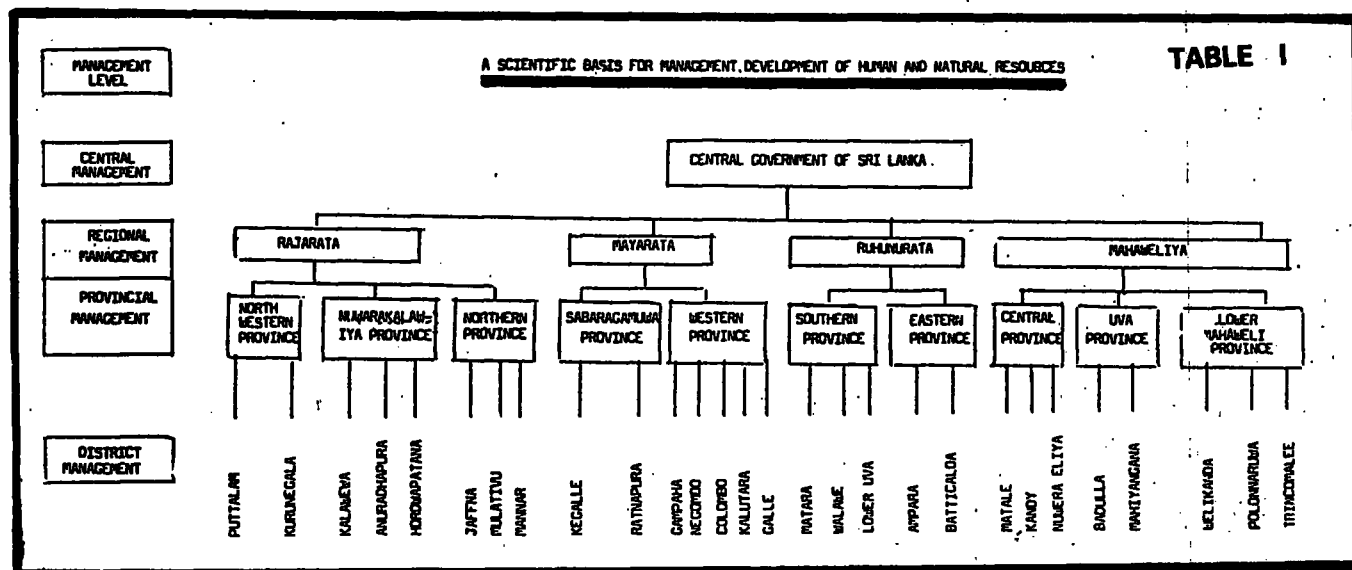 TABLE I
A SCIENTIFIC BASIS FOR MANAGEMENT, DEVELOPMENT OF HUMAN AND NATURAL RESOURCES
MANAGEMENT
LEVEL
CENTRAL
MANAGEMENT
CENTRAL GOVERNMENT OF SRI LANKA.
REGIONAL
MANAGEMENT
RAJARATA
MAYARATA
RUHUNURATA
MAHAWELIYA
PROVINCIAL
MANAGEMENT
NORTH
WESTERN
PROVINCE
NUWARAKALAW=
IYA PROVINCE
NORTHERN
PROVINCE
SABARAGAMUWA
PROVINCE
WESTERN
PROVINCE
SOUTHERN
PROVINCE
EASTERN
PROVINCE
CENTRAL
PROVINCE
UVA
PROVINCE
LOWER
MAHAWELI
PROVINCE
DISTRICT
MANAGEMENT
PUTTALAM
KURUNEGALA
KALAWEWA
ANURADHAPURA
HOROWAPATANA
JAFFNA
MULATIVU
MANNAR
KEGALLE
RATNAPURA
GAMPAHA
NEGOMDO
COLOMBO
KALUTARA
GALLE
MATARA
WALAWE
LOWER UVA
AMPARA
BATTICALOA
MATALE
KANDY
NUWERA ELIYA
BADULLA
MAHIYANGANA
WELIKANDA
POLONNARUWA
TRINCOMALEE